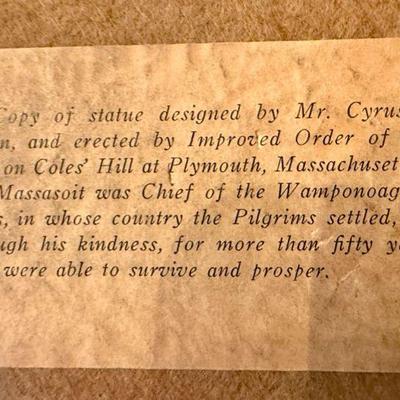 Copy of statue designed by Mr. Cyrus
n, and erected by Improved Order of
on Coles' Hill at Plymouth, Massachuset
Massasoit was Chief of the Wamponoag
s, in whose country the Pilgrims settled,
ugh his kindness, for more than fifty ye
were able to survive and prosper.